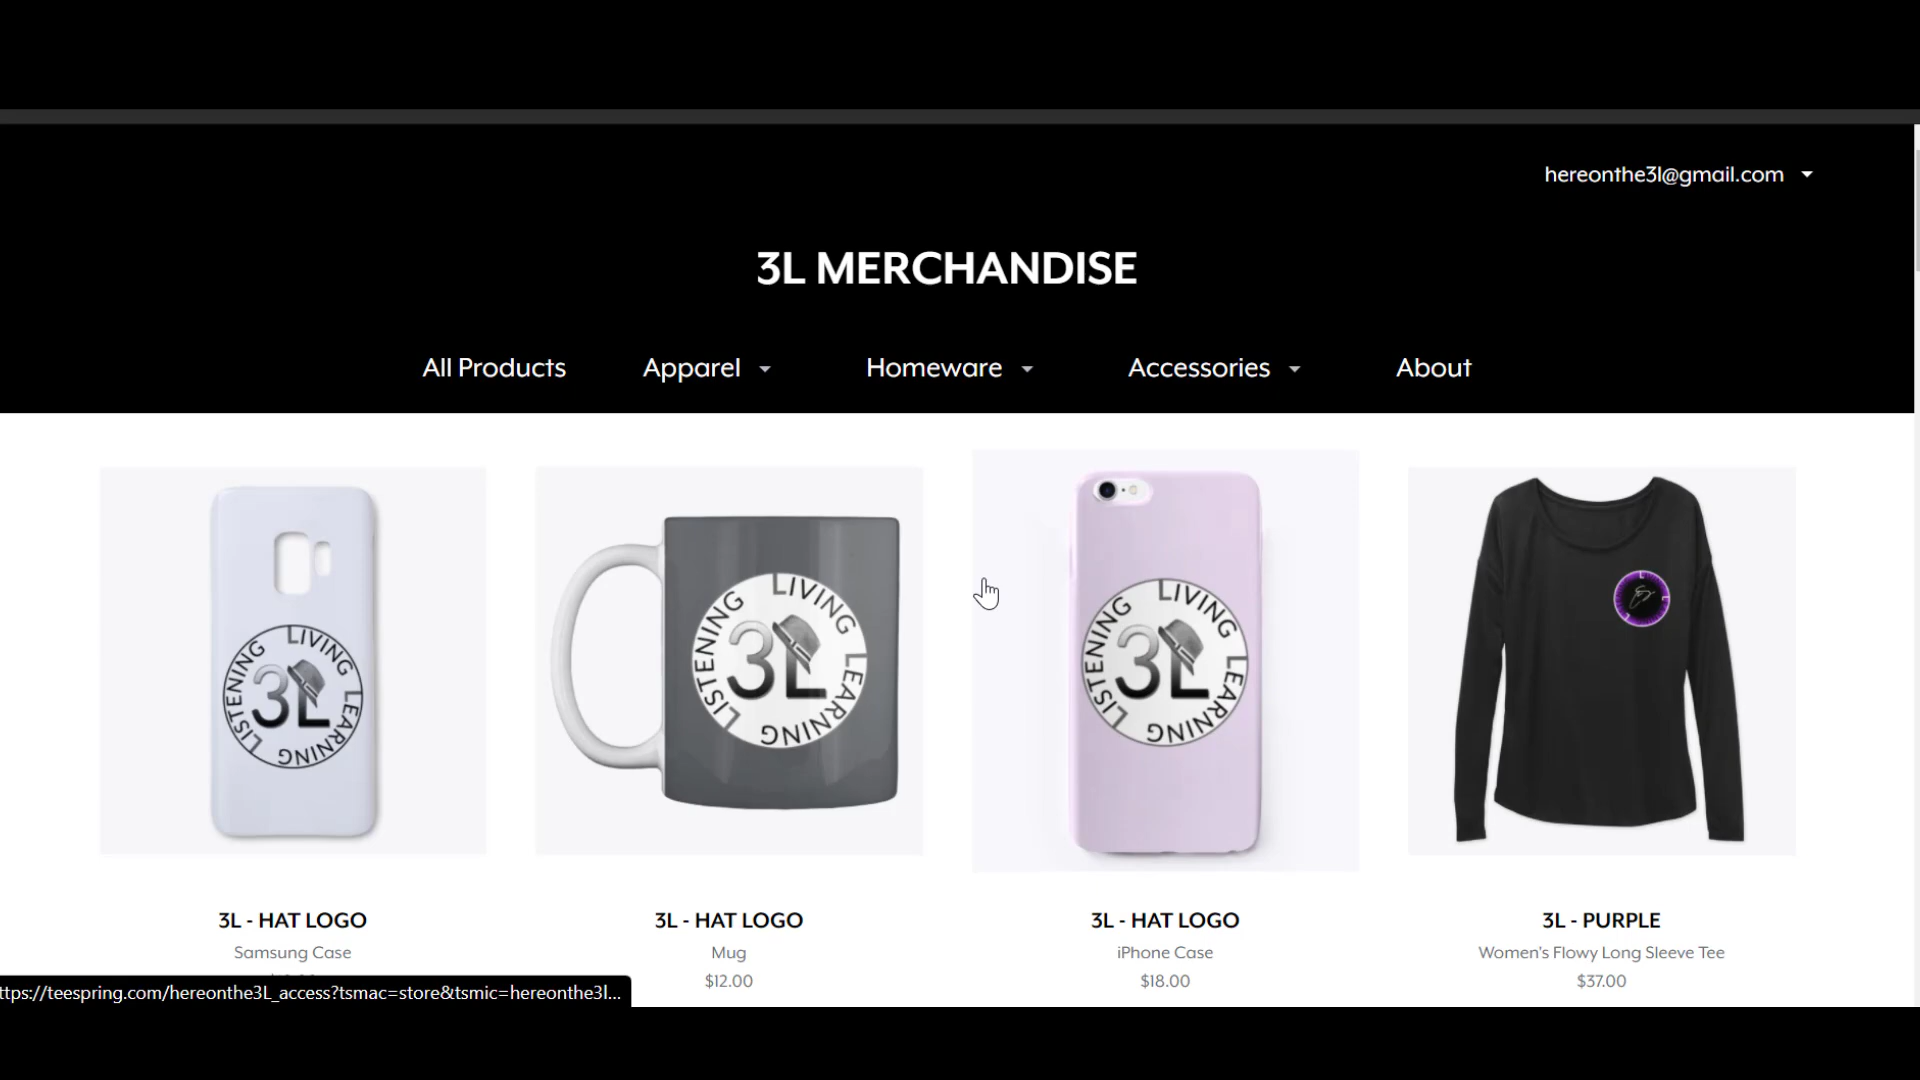 hereonthe3l@gmail.com
3L MERCHANDISE
All Products
Apparel
Homeware
Accessories
About
LIVING
LEARNING
LISTENING
3L
LIVING
LEARNING
LISTENING
3L
LIVING
LEARNING
LISTENING
3L
L
L
L
3L - HAT LOGO
Samsung Case
3L - HAT LOGO
Mug
$12.00
3L - HAT LOGO
iPhone Case
$18.00
3L - PURPLE
Women's Flowy Long Sleeve Tee
$37.00
ttps://teespring.com/hereonthe3L_access?tsmac=store&tsmic=hereonthe3l...